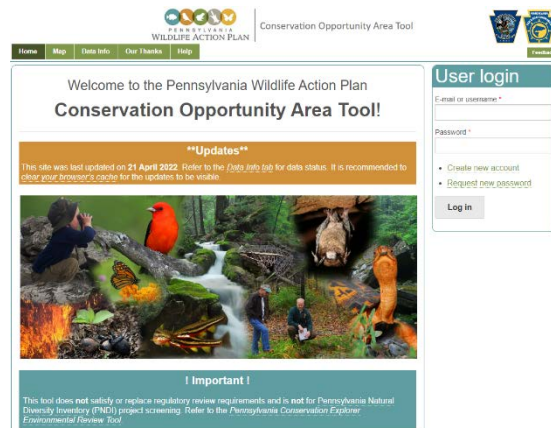 PENNSYLVANIA
WILDLIFE ACTION PLAN
Conservation Opportunity Area Tool
Home Map Data Info Our Thanks Help
Feedback
Welcome to the Pennsylvania Wildlife Action Plan
Conservation Opportunity Area Tool!
**Updates**
This site was last updated on 21 April 2022. Refer to the Data Info tab for data status. It is recommended to
clear your browser's cache for the updates to be visible.
! Important !
This tool does not satisfy or replace regulatory review requirements and is not for Pennsylvania Natural
Diversity Inventory (PNDI) project screening. Refer to the Pennsylvania Conservation Explorer
Environmental Review Tool
User login
E-mail or username *
Password *
Create new account
Request new password
Log in